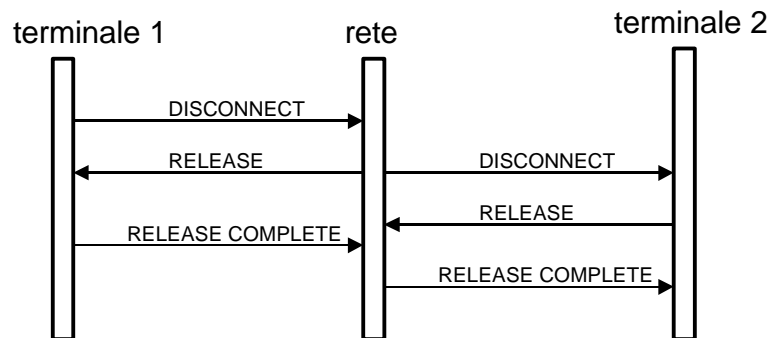 terminale 1 rete terminale 2
DISCONNECT
RELEASE DISCONNECT
RELEASE
RELEASE COMPLETE
RELEASE COMPLETE